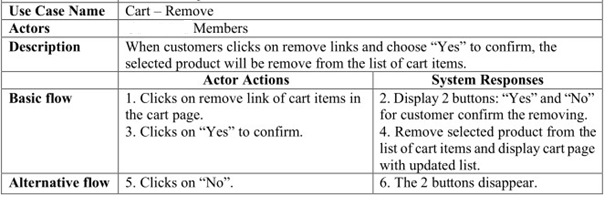 Use Case Name Cart – Remove
Actors Members
Description When customers clicks on remove links and choose “Yes” to confirm, the
selected product will be remove from the list of cart items.
Actor Actions System Responses
Basic flow 1. Clicks on remove link of cart items in
the cart page.
3. Clicks on “Yes” to confirm.
2. Display 2 buttons: “Yes” and “No”
for customer confirm the removing.
4. Remove selected product from the
list of cart items and display cart page
with updated list.
Alternative flow 5. Clicks on “No”. 6. The 2 buttons disappear.